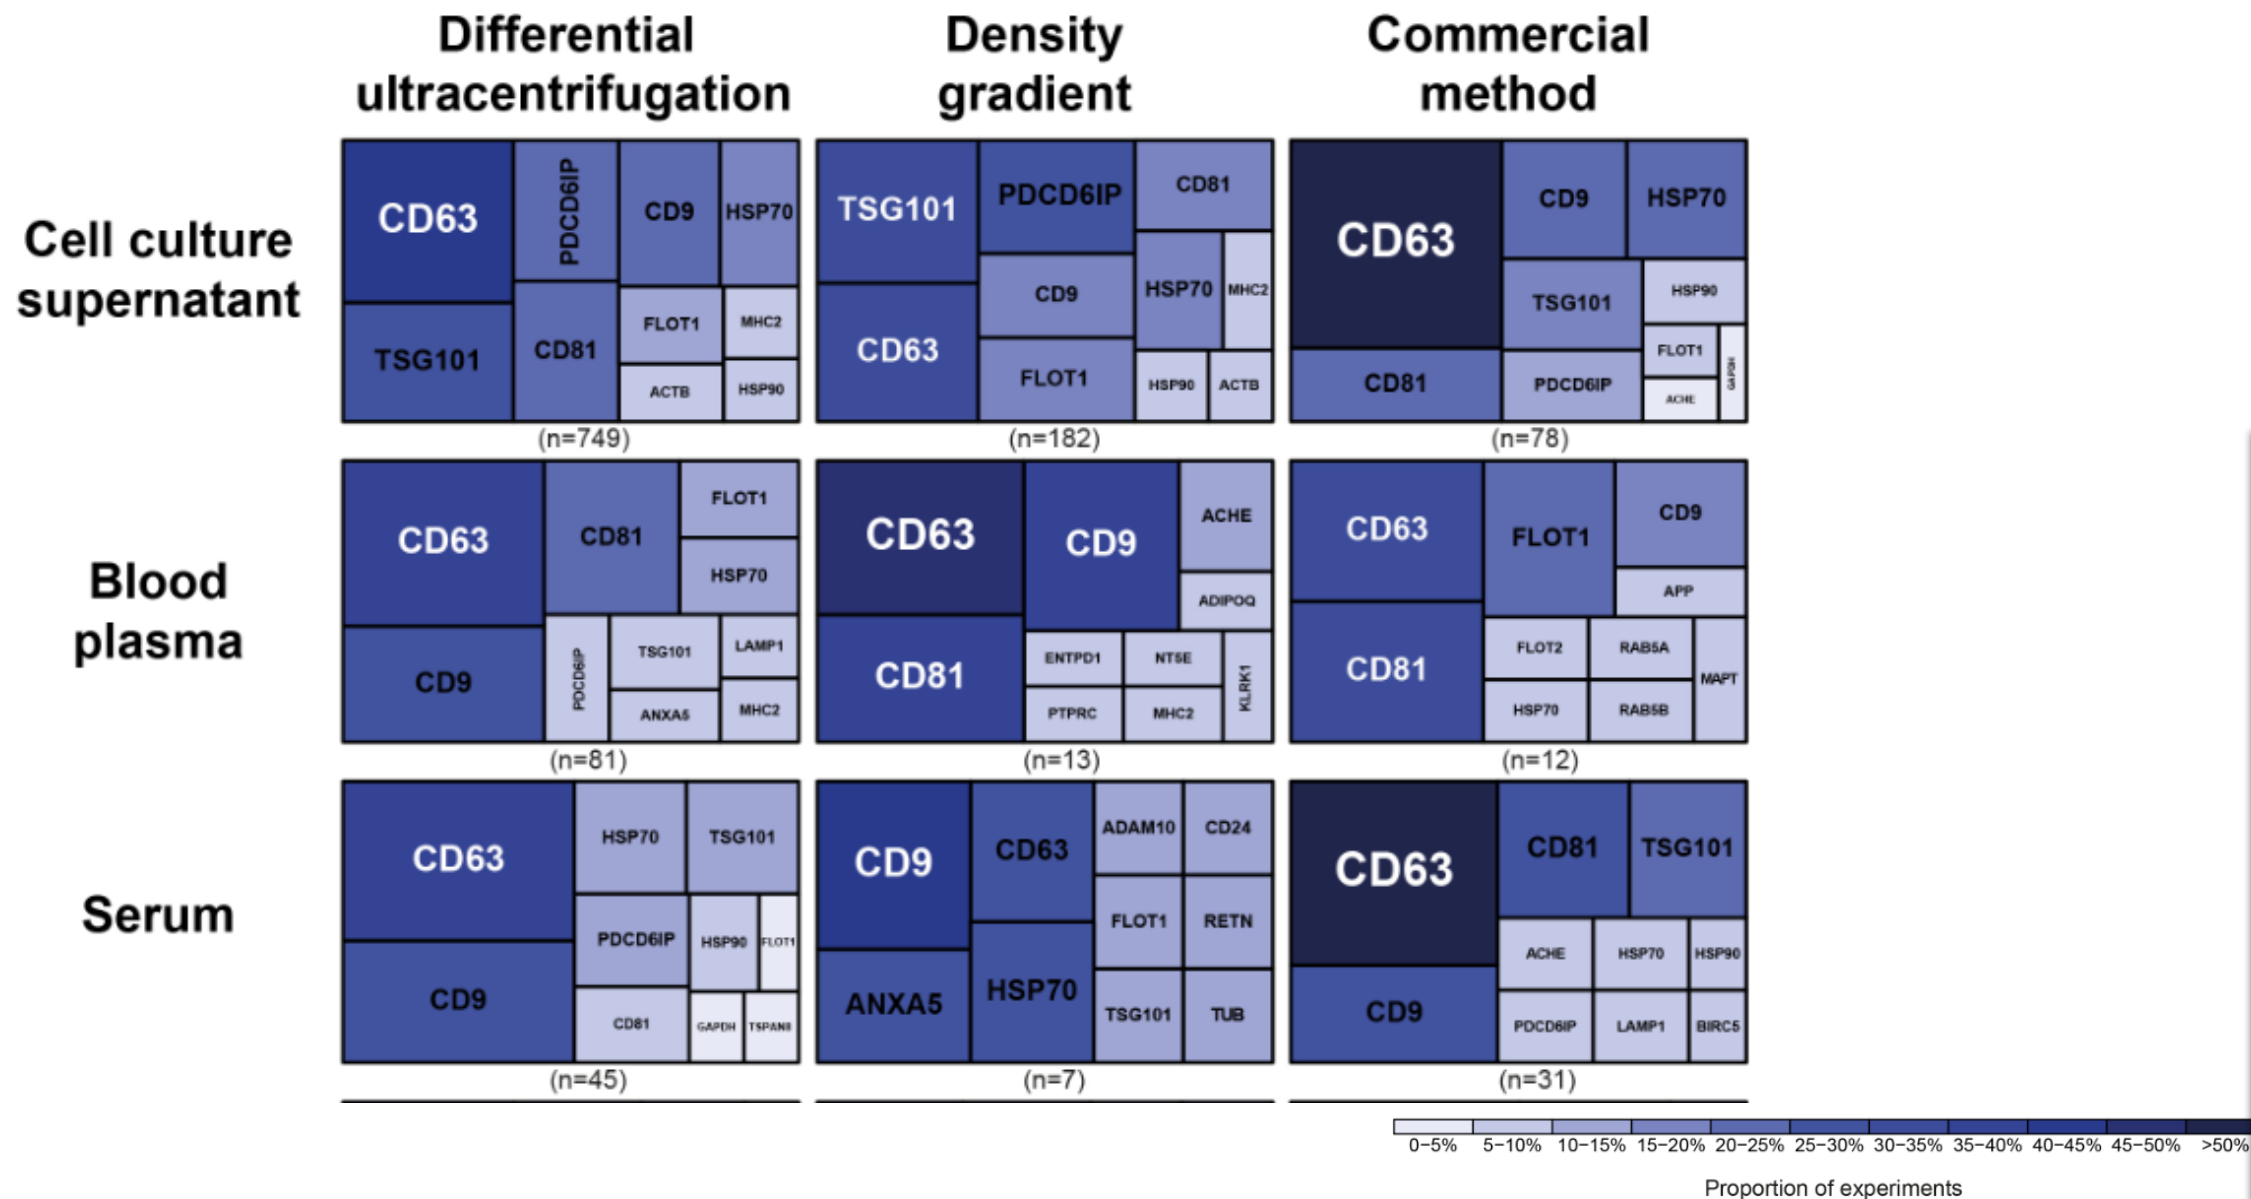 Differential
ultracentrifugation
Density
gradient
Commercial
method
Cell culture
supernatant
CD63
PDCD6IP
CD9
HSP70
TSG101
CD81
FLOT1
MHC2
ACTB
HSP90
(n=749)
TSG101
PDCD6IP
CD81
CD63
CD9
HSP70
MHC2
FLOT1
HSP90
ACTB
(n=182)
CD63
CD9
HSP70
TSG101
HSP90
CD81
PDCD6IP
FLOT1
ACHE
GAPDH
(n=78)
Blood
plasma
CD63
CD81
FLOT1
HSP70
CD9
PDCD6IP
TSG101
LAMP1
ANXA5
MHC2
(n=81)
CD63
CD9
ACHE
ADIPOQ
CD81
ENTPD1
NT5E
KLRK1
PTPRC
MHC2
(n=13)
CD63
FLOT1
CD9
APP
CD81
FLOT2
RAB5A
MAPT
HSP70
RAB5B
(n=12)
Serum
CD63
HSP70
TSG101
CD9
PDCD6IP
HSP90
FLOT1
CD81
GAPDH
TSPAN8
(n=45)
CD9
CD63
ADAM10
CD24
FLOT1
RETN
ANXA5
HSP70
TSG101
TUB
(n=7)
CD63
CD81
TSG101
CD9
ACHE
HSP70
HSP90
PDCD6IP
LAMP1
BIRC5
(n=31)
0−5% 5−10% 10−15% 15−20% 20−25% 25−30% 30−35% 35−40% 40−45% 45−50% >50%
Proportion of experiments